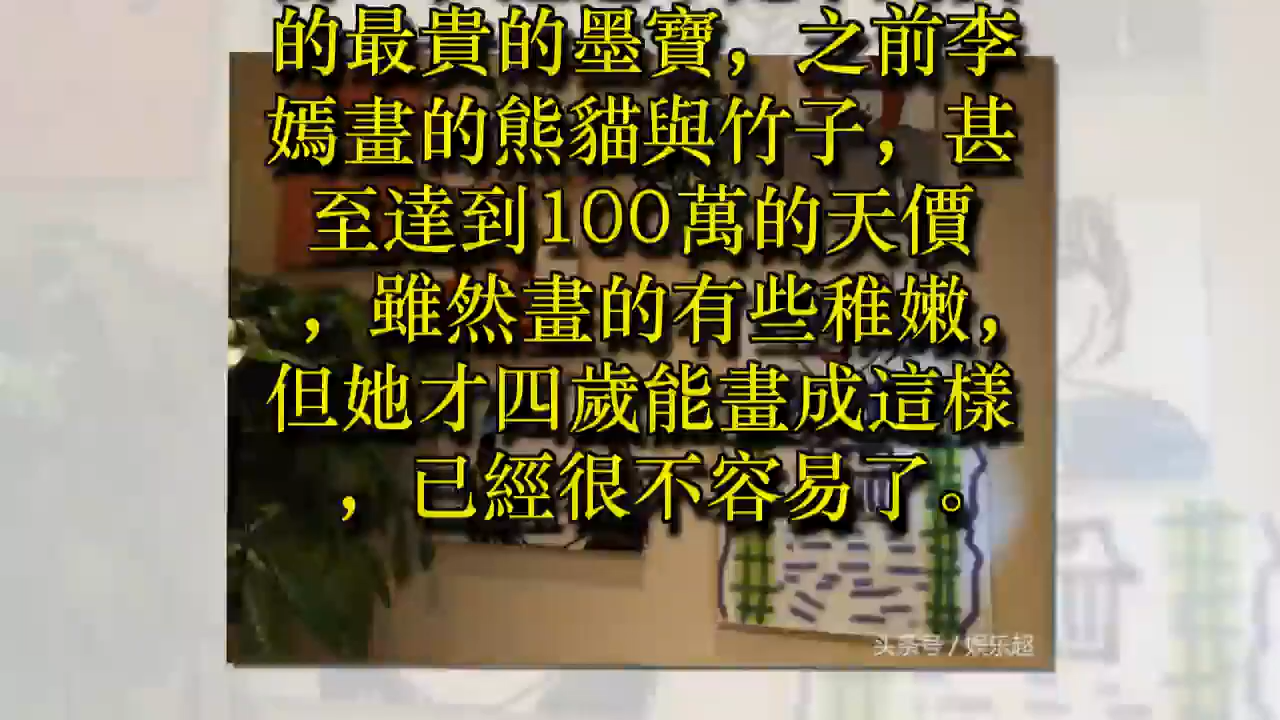 的最貴的墨寶，之前李
嫣畫的熊貓與竹子，甚
至達到100萬的天價
，雖然畫的有些稚嫩，
但她才四歲能畫成這樣
，已經很不容易了。
头条号 / 娱乐超